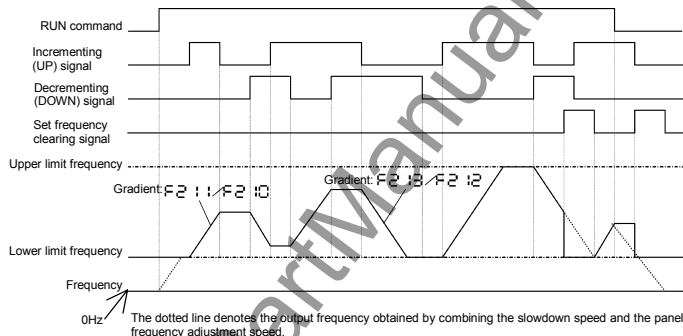 RUN command
Incrementing
(UP) signal
Decrementing
(DOWN) signal
Set frequency
clearing signal
Upper limit frequency
Gradient: F211/F210
Gradient: F213/F212
Lower limit frequency
Frequency
0Hz
The dotted line denotes the output frequency obtained by combining the slowdown speed and the panel
frequency adjustment speed.